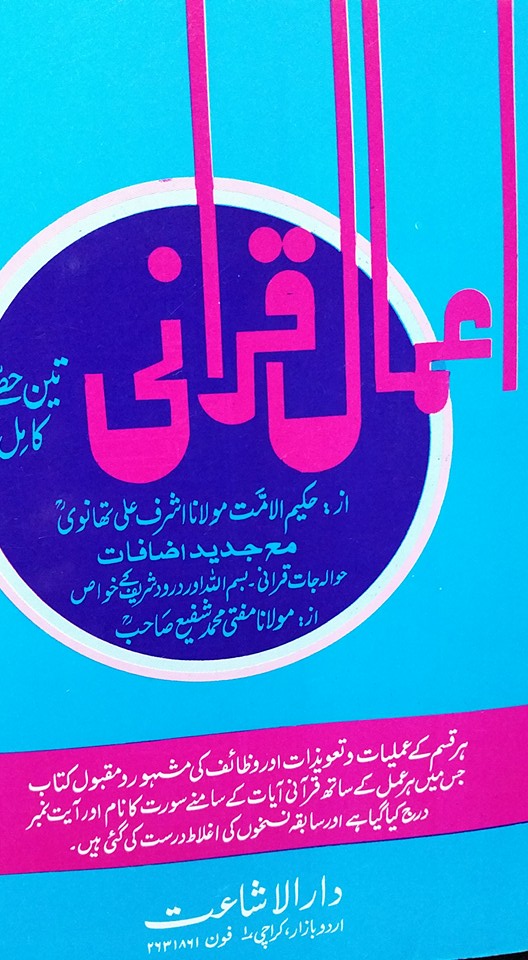 اعمال قرآنی
تین حصّے
کامل
از: حکیم الامّت مولانا اشرف علی تھانویؒ
مع جدید اضافات
حوالہ جات قرآنی۔ بسم اللہ اور درود شریف کے خواص
از: مولانا مفتی محمد شفیع صاحبؒ
ہر قسم کے عملیات و تعویذات اور وظائف کی مشہور و مقبول کتاب
جس میں ہر عمل کے ساتھ قرآنی آیات کے سامنے سورت کا نام اور آیت نمبر
درج کیا گیا ہے اور سابقہ نسخوں کی اغلاط درست کی گئی ہیں۔
دارالاشاعت
اردو بازار، کراچی ۱ فون ۲۶۳۱۸۶۱